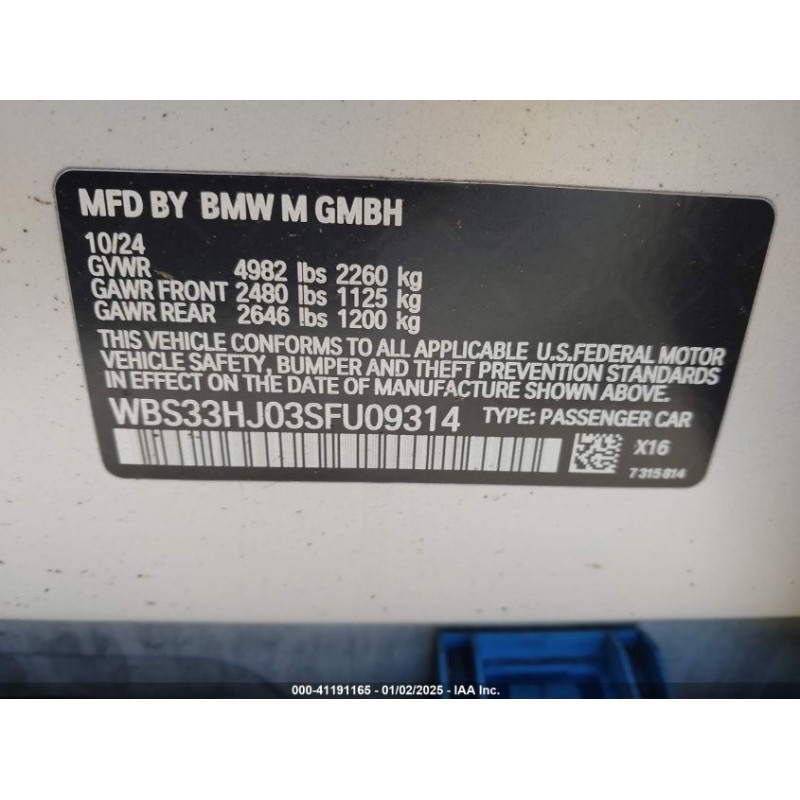 MFD BY BMW M GMBH
10/24
GVWR 4982 lbs 2260 kg
GAWR FRONT 2480 lbs 1125 kg
GAWR REAR 2646 lbs 1200 kg
THIS VEHICLE CONFORMS TO ALL APPLICABLE U.S.FEDERAL MOTOR
VEHICLE SAFETY, BUMPER AND THEFT PREVENTION STANDARDS
IN EFFECT ON THE DATE OF MANUFACTURE SHOWN ABOVE.
WBS33HJ03SFU09314 TYPE: PASSENGER CAR
X16
7315814
000-41191165 - 01/02/2025 - IAA Inc.